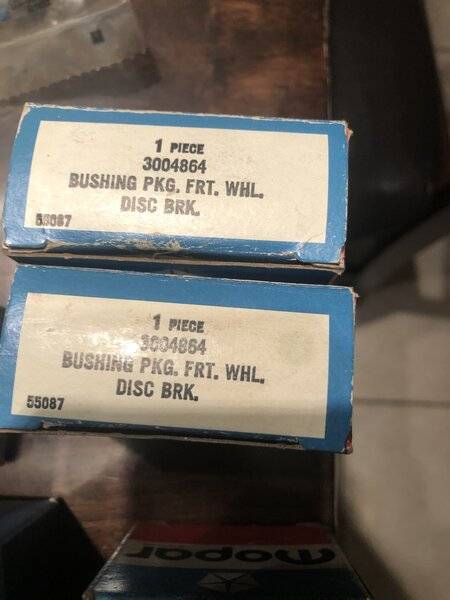 1 PIECE
3004864
BUSHING PKG. FRT. WHL.
DISC BRK.
55087
1 PIECE
3004864
BUSHING PKG. FRT. WHL.
DISC BRK.
55087
mopar